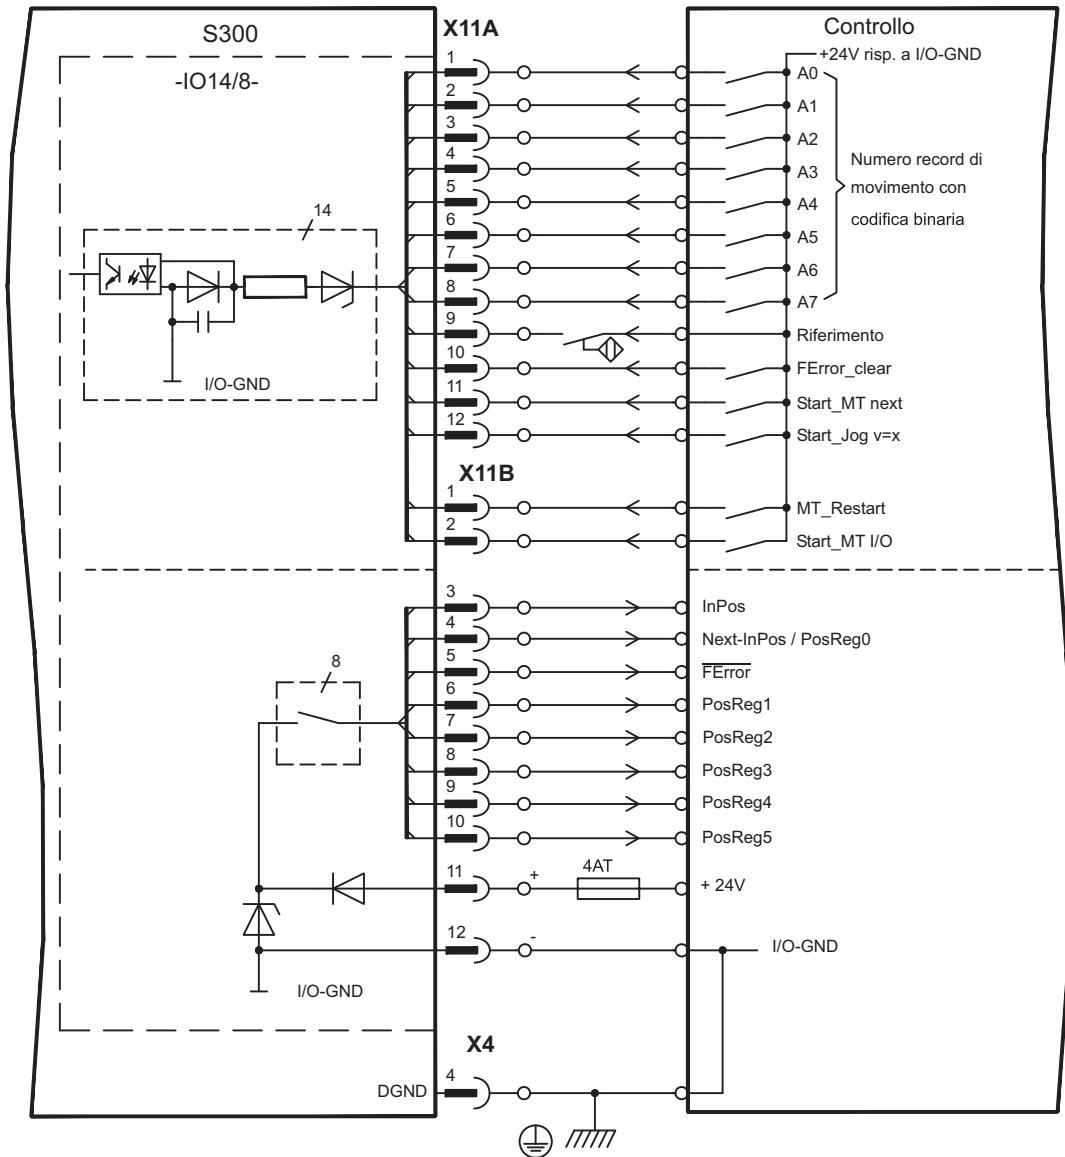 S300
X11A
Controllo
+24V risp. a I/O-GND
-IO14/8-
1
A0
2
A1
3
A2
4
A3
5
A4
6
A5
7
A6
8
A7
Numero record di
movimento con
codifica binaria
14
I/O-GND
9
Riferimento
10
FError_clear
11
Start_MT next
12
Start_Jog v=x
X11B
1
MT_Restart
2
Start_MT I/O
3
InPos
4
Next-InPos / PosReg0
5
FError
6
PosReg1
7
PosReg2
8
PosReg3
9
PosReg4
10
PosReg5
8
11
+
4AT
+ 24V
12
-
I/O-GND
I/O-GND
X4
DGND
4